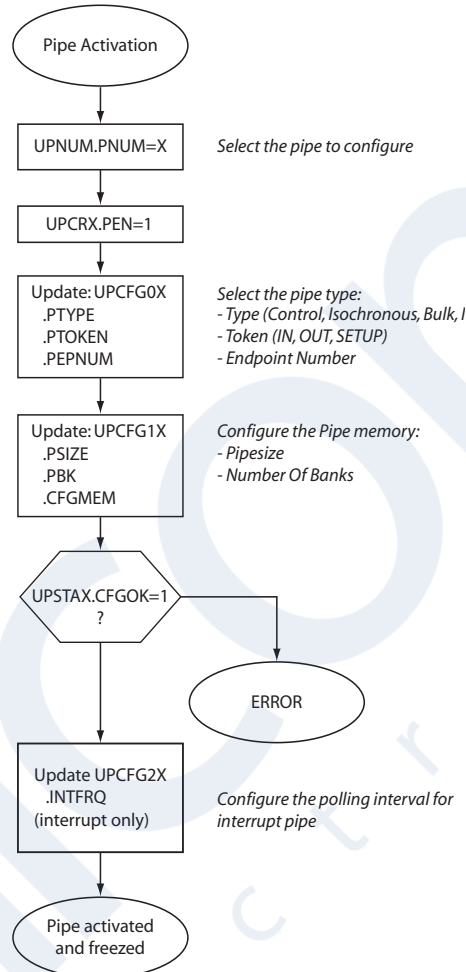 Pipe Activation
UPNUM.PNUM=X
Select the pipe to configure
UPCRX.PEN=1
Update: UPCFG0X
.PTYPE
.PTOKEN
.PEPNUM
Select the pipe type:
- Type (Control, Isochronous, Bulk, I
- Token (IN, OUT, SETUP)
- Endpoint Number
Update: UPCFG1X
.PSIZE
.PBK
.CFGMEM
Configure the Pipe memory:
- Pipesize
- Number Of Banks
UPSTAX.CFGOK=1
?
ERROR
Update UPCFG2X
.INTFRQ
(interrupt only)
Configure the polling interval for
interrupt pipe
Pipe activated
and freezed